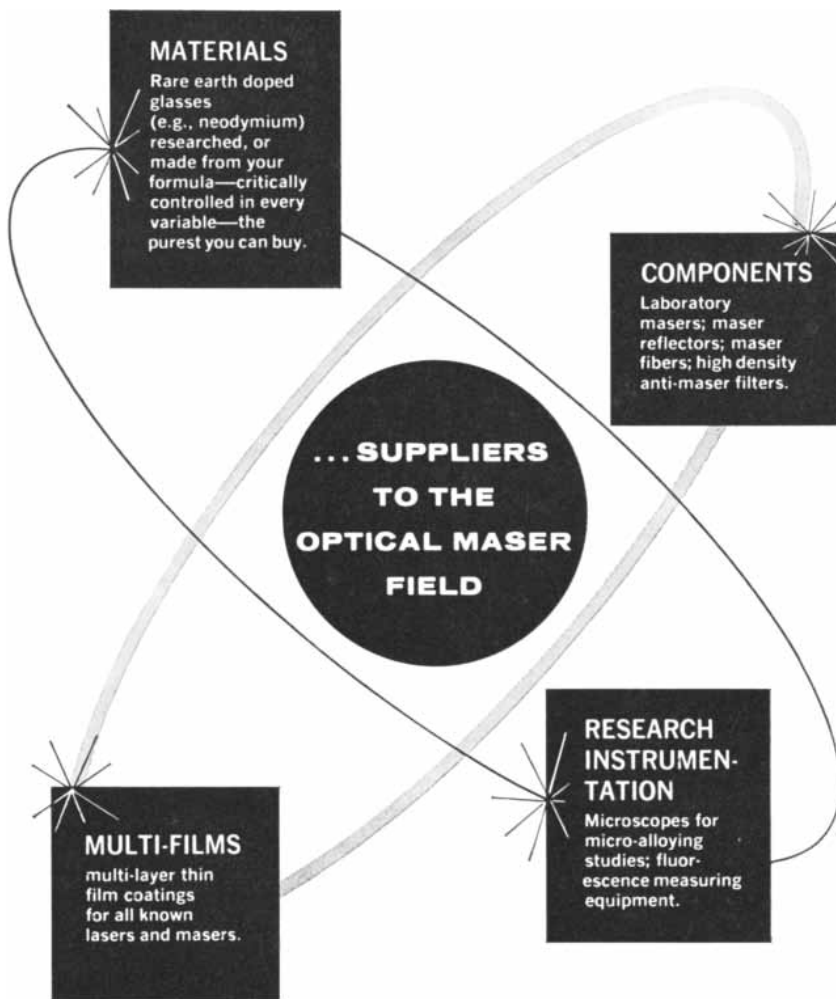 MATERIALS
Rare earth doped
glasses
(e.g., neodymium)
researched, or
made from your
formula—critically
controlled in every
variable—the
purest you can buy.
COMPONENTS
Laboratory
masers; maser
reflectors; maser
fibers; high density
anti-maser filters.
...SUPPLIERS
TO THE
OPTICAL MASER
FIELD
RESEARCH
INSTRUMEN-
TATION
Microscopes for
micro-alloying
studies; fluor-
escence measuring
equipment.
MULTI-FILMS
multi-layer thin
film coatings
for all known
lasers and masers.